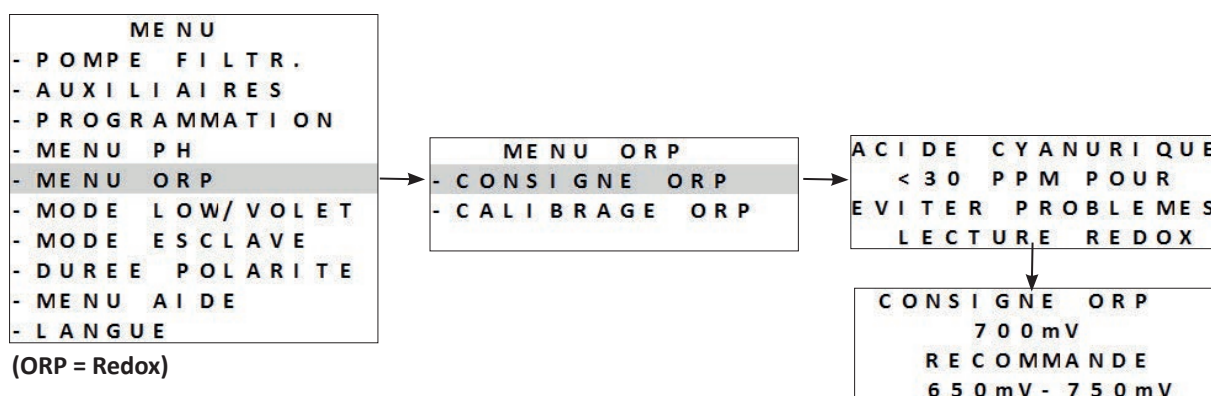 MENU
- POMPE FILTR.
- AUXILIAIRES
- PROGRAMMATION
- MENU PH
- MENU ORP
- MODE LOW/VOLET
- MODE ESCLAVE
- DUREE POLARITE
- MENU AIDE
- LANGUE
(ORP = Redox)
MENU ORP
- CONSIGNE ORP
- CALIBRAGE ORP
ACIDE CYANURIQUE
<30 PPM POUR
EVITER PROBLEMES
LECTURE REDOX
CONSIGNE ORP
700mV
RECOMMANDE
650mV-750mV